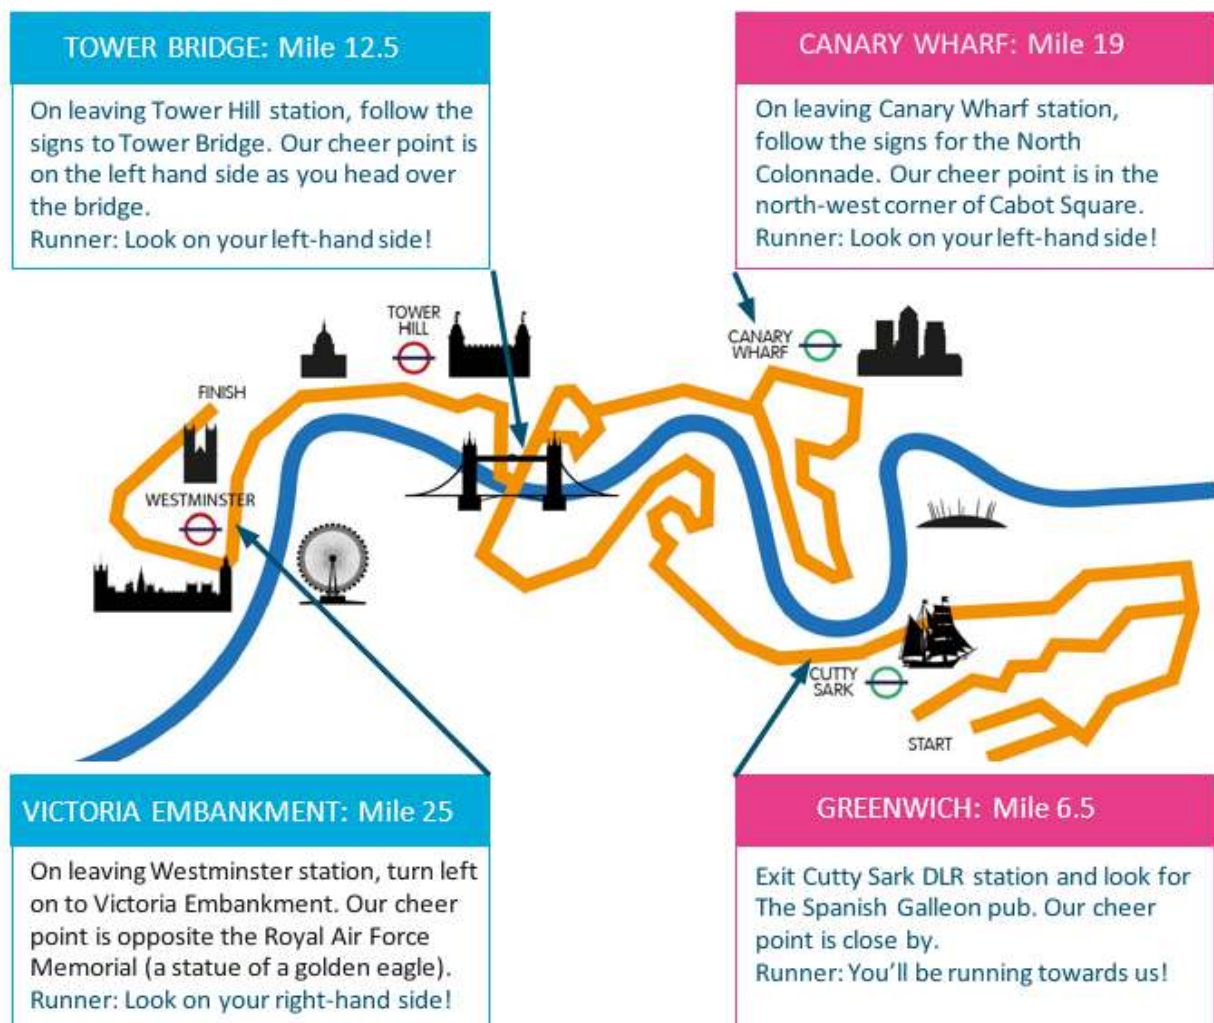 TOWER BRIDGE: Mile 12.5
On leaving Tower Hill station, follow the
signs to Tower Bridge. Our cheer point is
on the left hand side as you head over
the bridge.
Runner: Look on your left-hand side!
CANARY WHARF: Mile 19
On leaving Canary Wharf station,
follow the signs for the North
Colonnade. Our cheer point is in the
north-west corner of Cabot Square.
Runner: Look on your left-hand side!
TOWER
HILL
CANARY
WHARF
FINISH
WESTMINSTER
CUTTY
SARK
START
VICTORIA EMBANKMENT: Mile 25
On leaving Westminster station, turn left
on to Victoria Embankment. Our cheer
point is opposite the Royal Air Force
Memorial (a statue of a golden eagle).
Runner: Look on your right-hand side!
GREENWICH: Mile 6.5
Exit Cutty Sark DLR station and look for
The Spanish Galleon pub. Our cheer
point is close by.
Runner: You'll be running towards us!